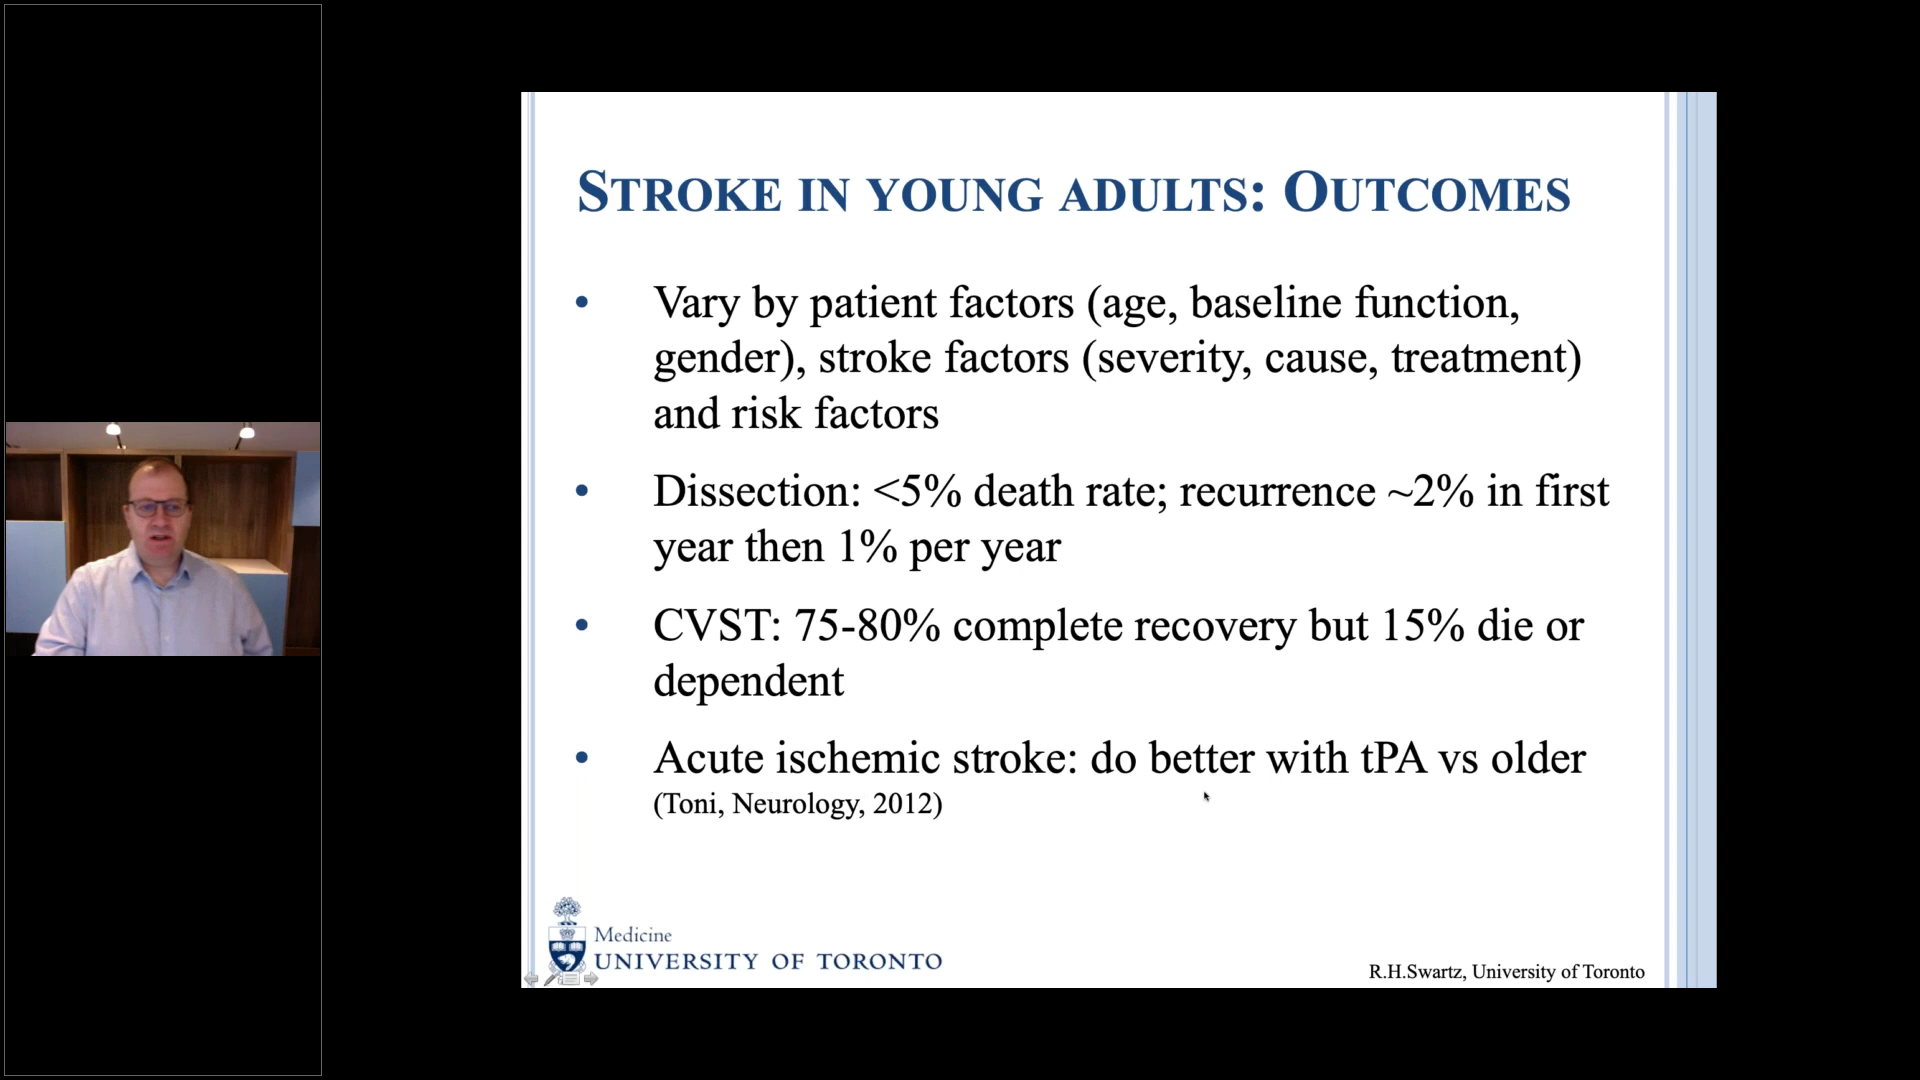 STROKE IN YOUNG ADULTS: OUTCOMES
• Vary by patient factors (age, baseline function,
gender), stroke factors (severity, cause, treatment)
and risk factors
• Dissection: <5% death rate; recurrence ~2% in first
year then 1% per year
• CVST: 75-80% complete recovery but 15% die or
dependent
• Acute ischemic stroke: do better with tPA vs older
(Toni, Neurology, 2012)
Medicine
UNIVERSITY OF TORONTO
R.H.Swartz, University of Toronto